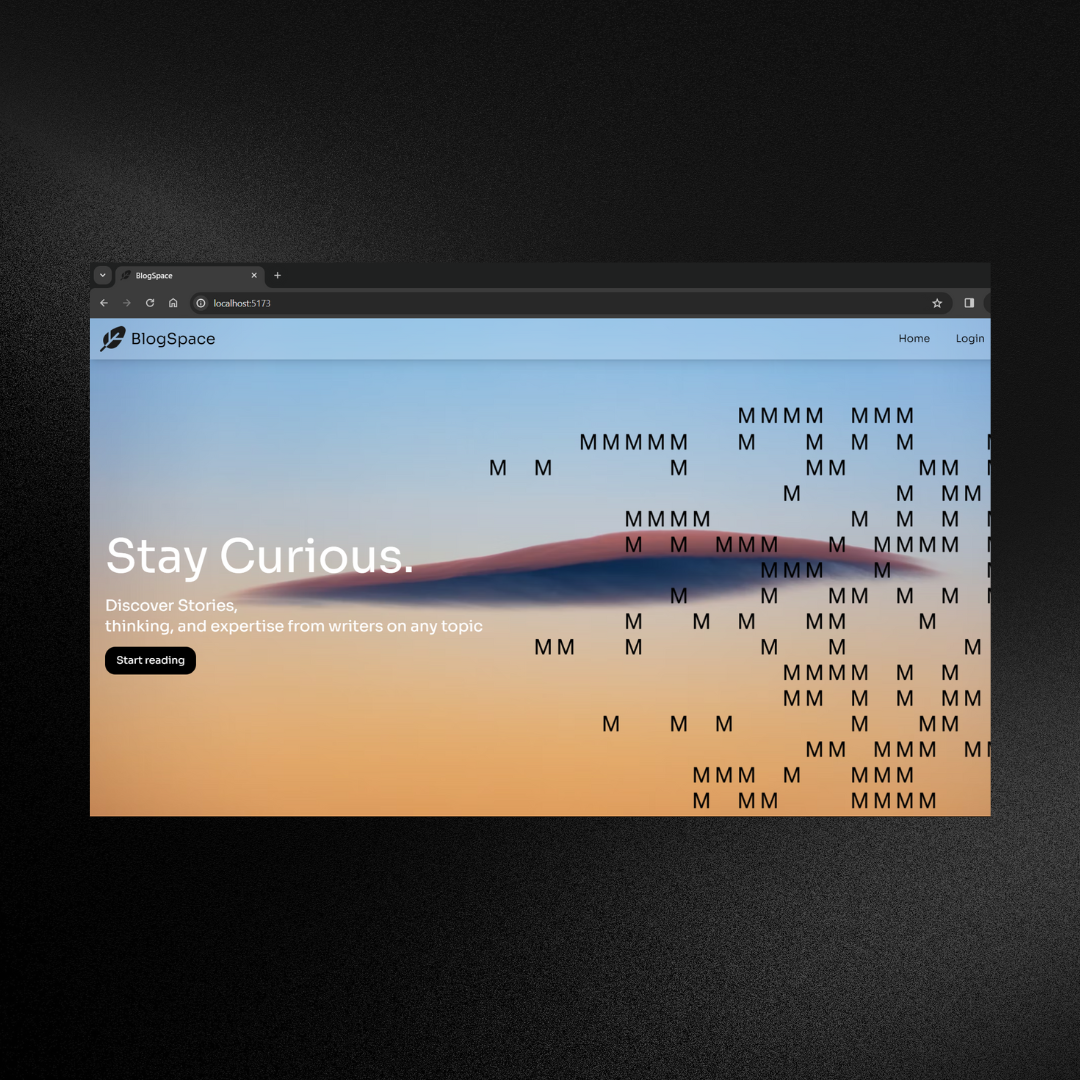 BlogSpace
localhost:5173
BlogSpace
Home Login
MMMM MMM
MMMMM M M M M
M M M MM MM
M M MM
MMMM M M M
M M MMM M MMMM
MMM M
M M MM M M
M M M MM M
Stay Curious.
Discover Stories,
thinking, and expertise from writers on any topic
Start reading
MM M M M M
MMMM M M
MM M M MM
M M M M MM
MM MMM M
MMM M MMM
M MM MMMM